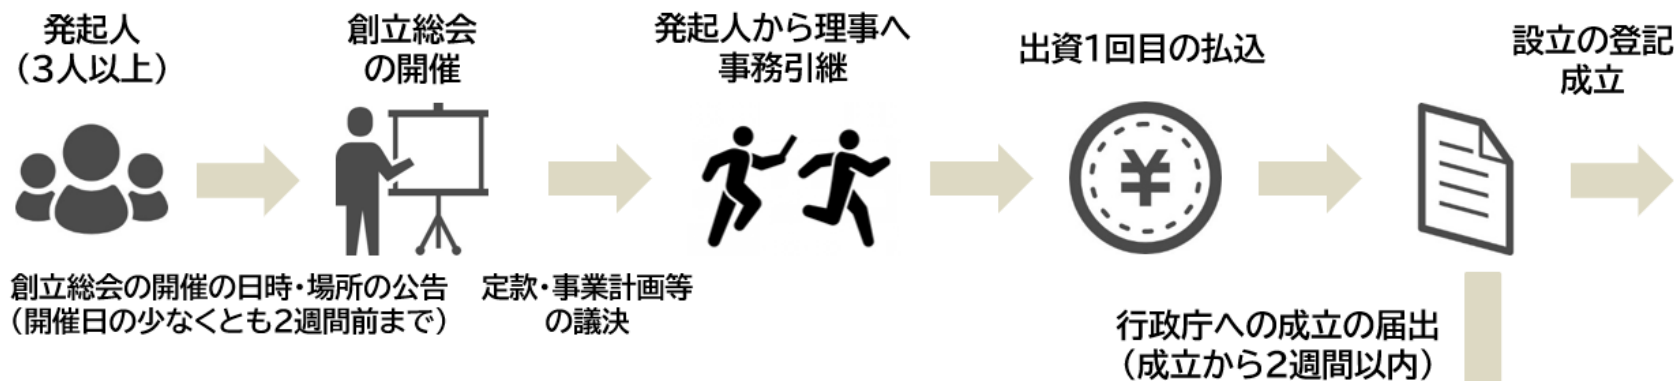 発起人
（3人以上）
創立総会
の開催
発起人から理事へ
事務引継
出資1回目の払込
設立の登記
成立
¥
創立総会の開催の日時・場所の公告
（開催日の少なくとも2週間前まで）
定款・事業計画等
の議決
行政庁への成立の届出
（成立から2週間以内）